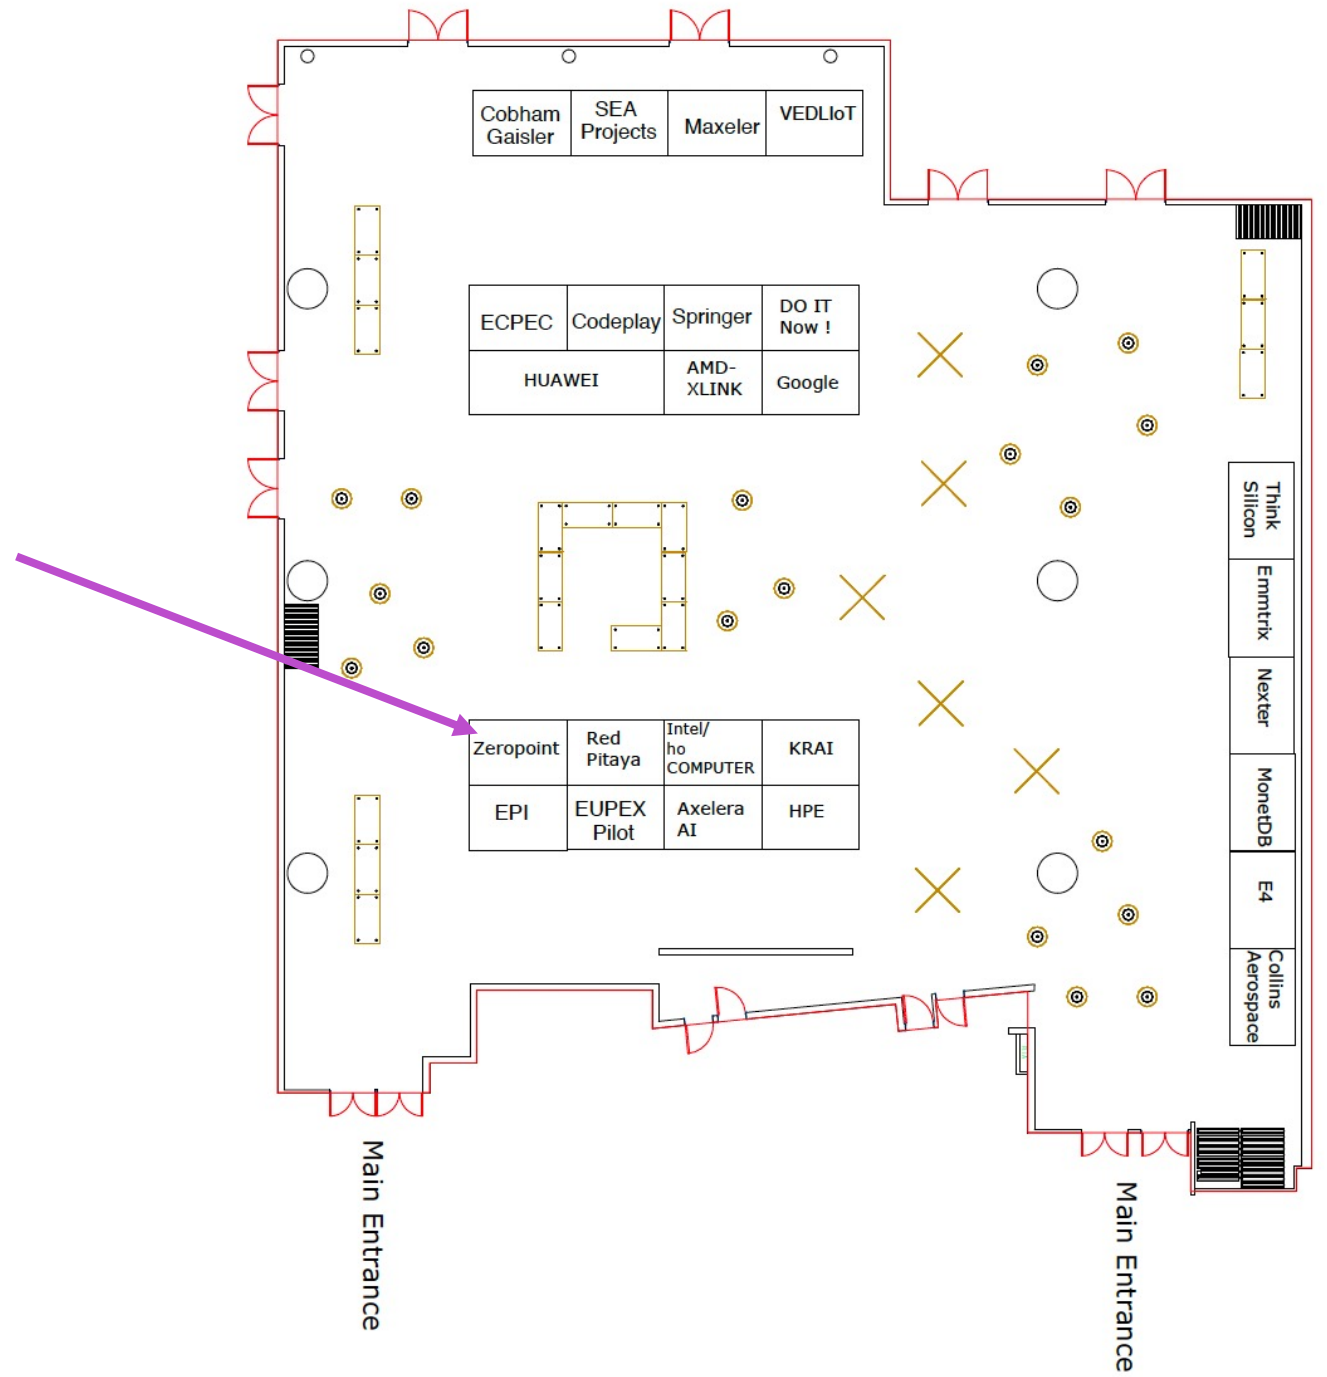 Cobham
Gaisler
SEA
Projects
Maxeler
VEDLIoT
ECPEC
Codeplay
Springer
DO IT
Now !
HUAWEI
AMD-
XLINK
Google
Think
Silicon
Emmtrix
Nexter
MonetDB
E4
Collins
Aerospace
Zeropoint
Red
Pitaya
Intel/
ho
COMPUTER
KRAI
EPI
EUPEX
Pilot
Axelera
AI
HPE
Main Entrance
Main Entrance